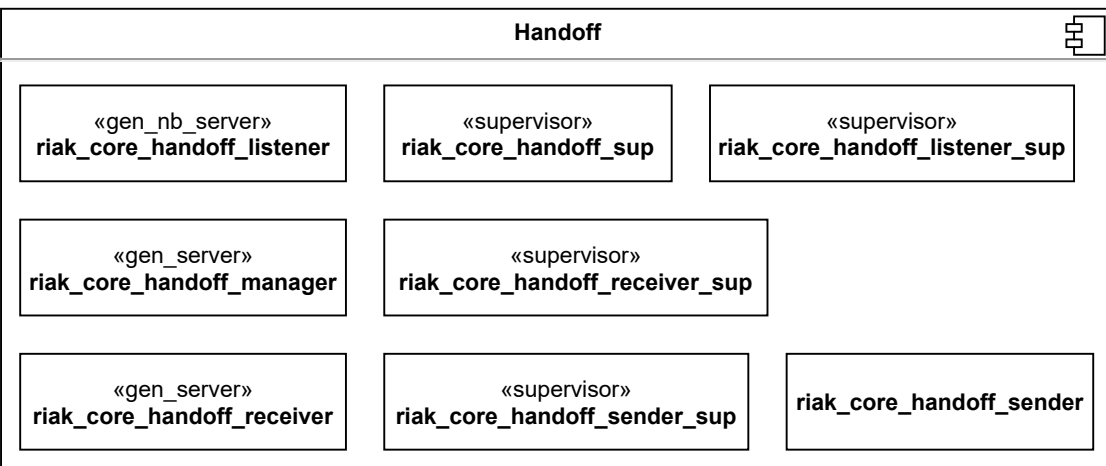 Handoff
«gen_nb_server»
riak_core_handoff_listener
«supervisor»
riak_core_handoff_sup
«supervisor»
riak_core_handoff_listener_sup
«gen_server»
riak_core_handoff_manager
«supervisor»
riak_core_handoff_receiver_sup
«gen_server»
riak_core_handoff_receiver
«supervisor»
riak_core_handoff_sender_sup
riak_core_handoff_sender